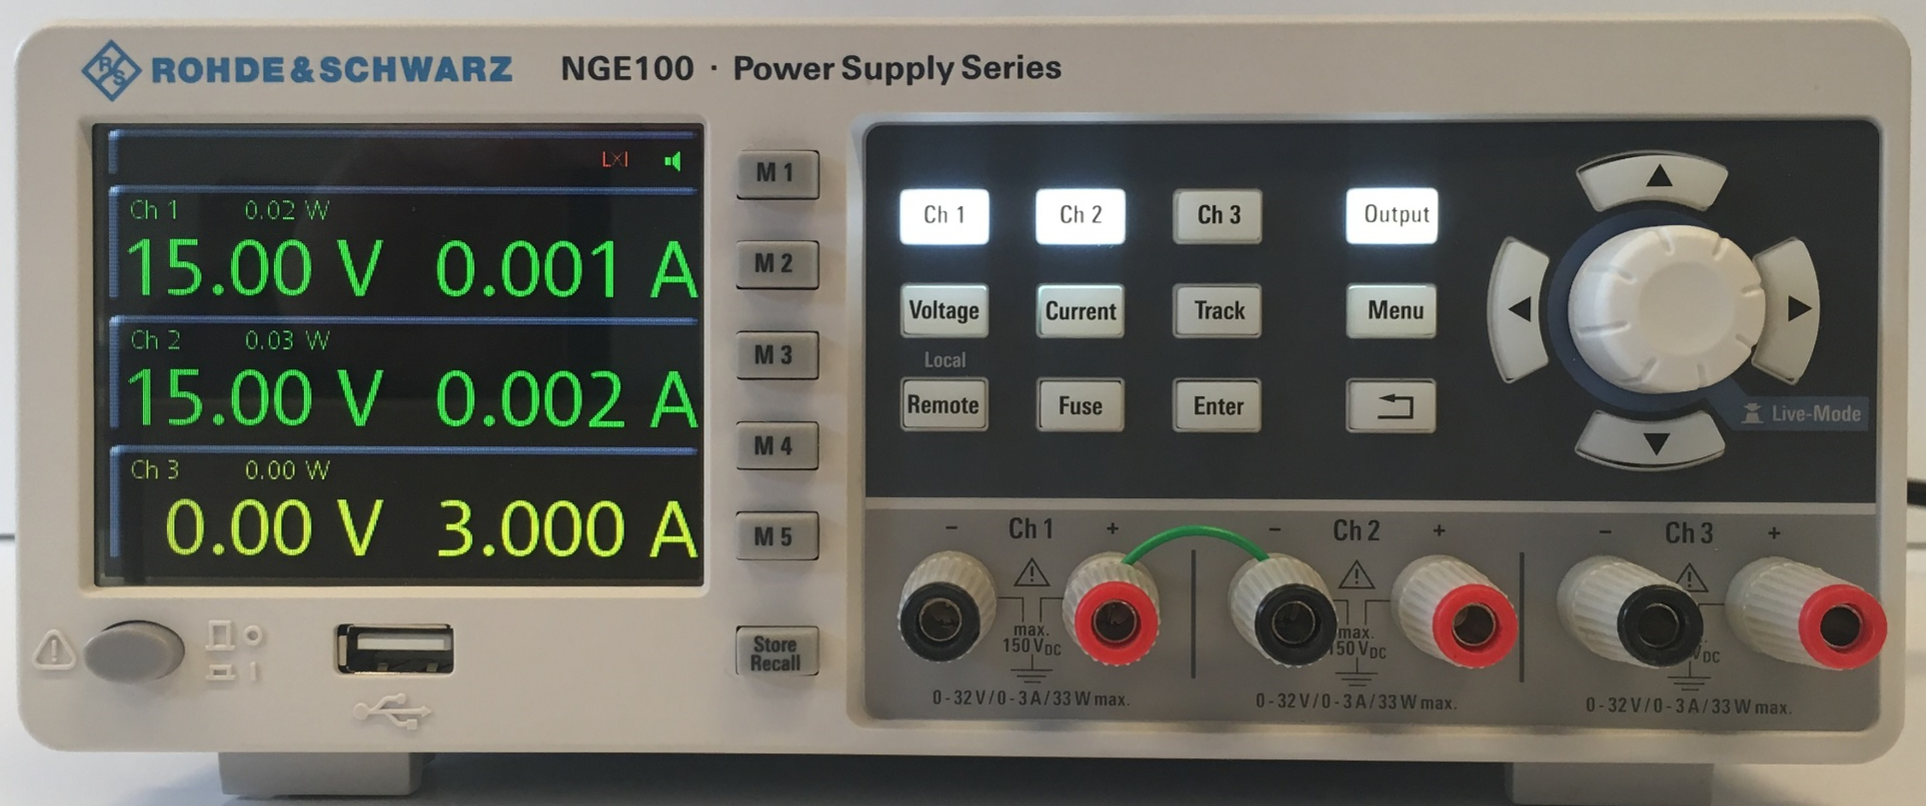 R&S ROHDE&SCHWARZ NGE100 · Power Supply Series
LXI
Ch 1 0.02 W
15.00 V 0.001 A
Ch 2 0.03 W
15.00 V 0.002 A
Ch 3 0.00 W
0.00 V 3.000 A
M 1
M 2
M 3
M 4
M 5
Store
Recall
Ch 1 Ch 2 Ch 3 Output
Voltage Current Track Menu
Local
Remote Fuse Enter
Live-Mode
- Ch 1 + - Ch 2 + - Ch 3 +
max.
150 VDC
max.
150 VDC
VDC
0-32 V/0-3 A/33 W max. 0-32 V/0-3 A/33 W max. 0-32 V/0-3 A/33 W max.